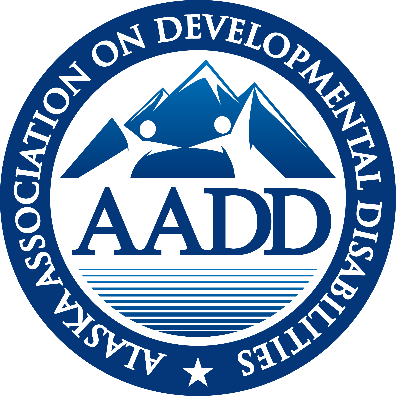 ALASKA ASSOCIATION ON DEVELOPMENTAL DISABILITIES
AADD